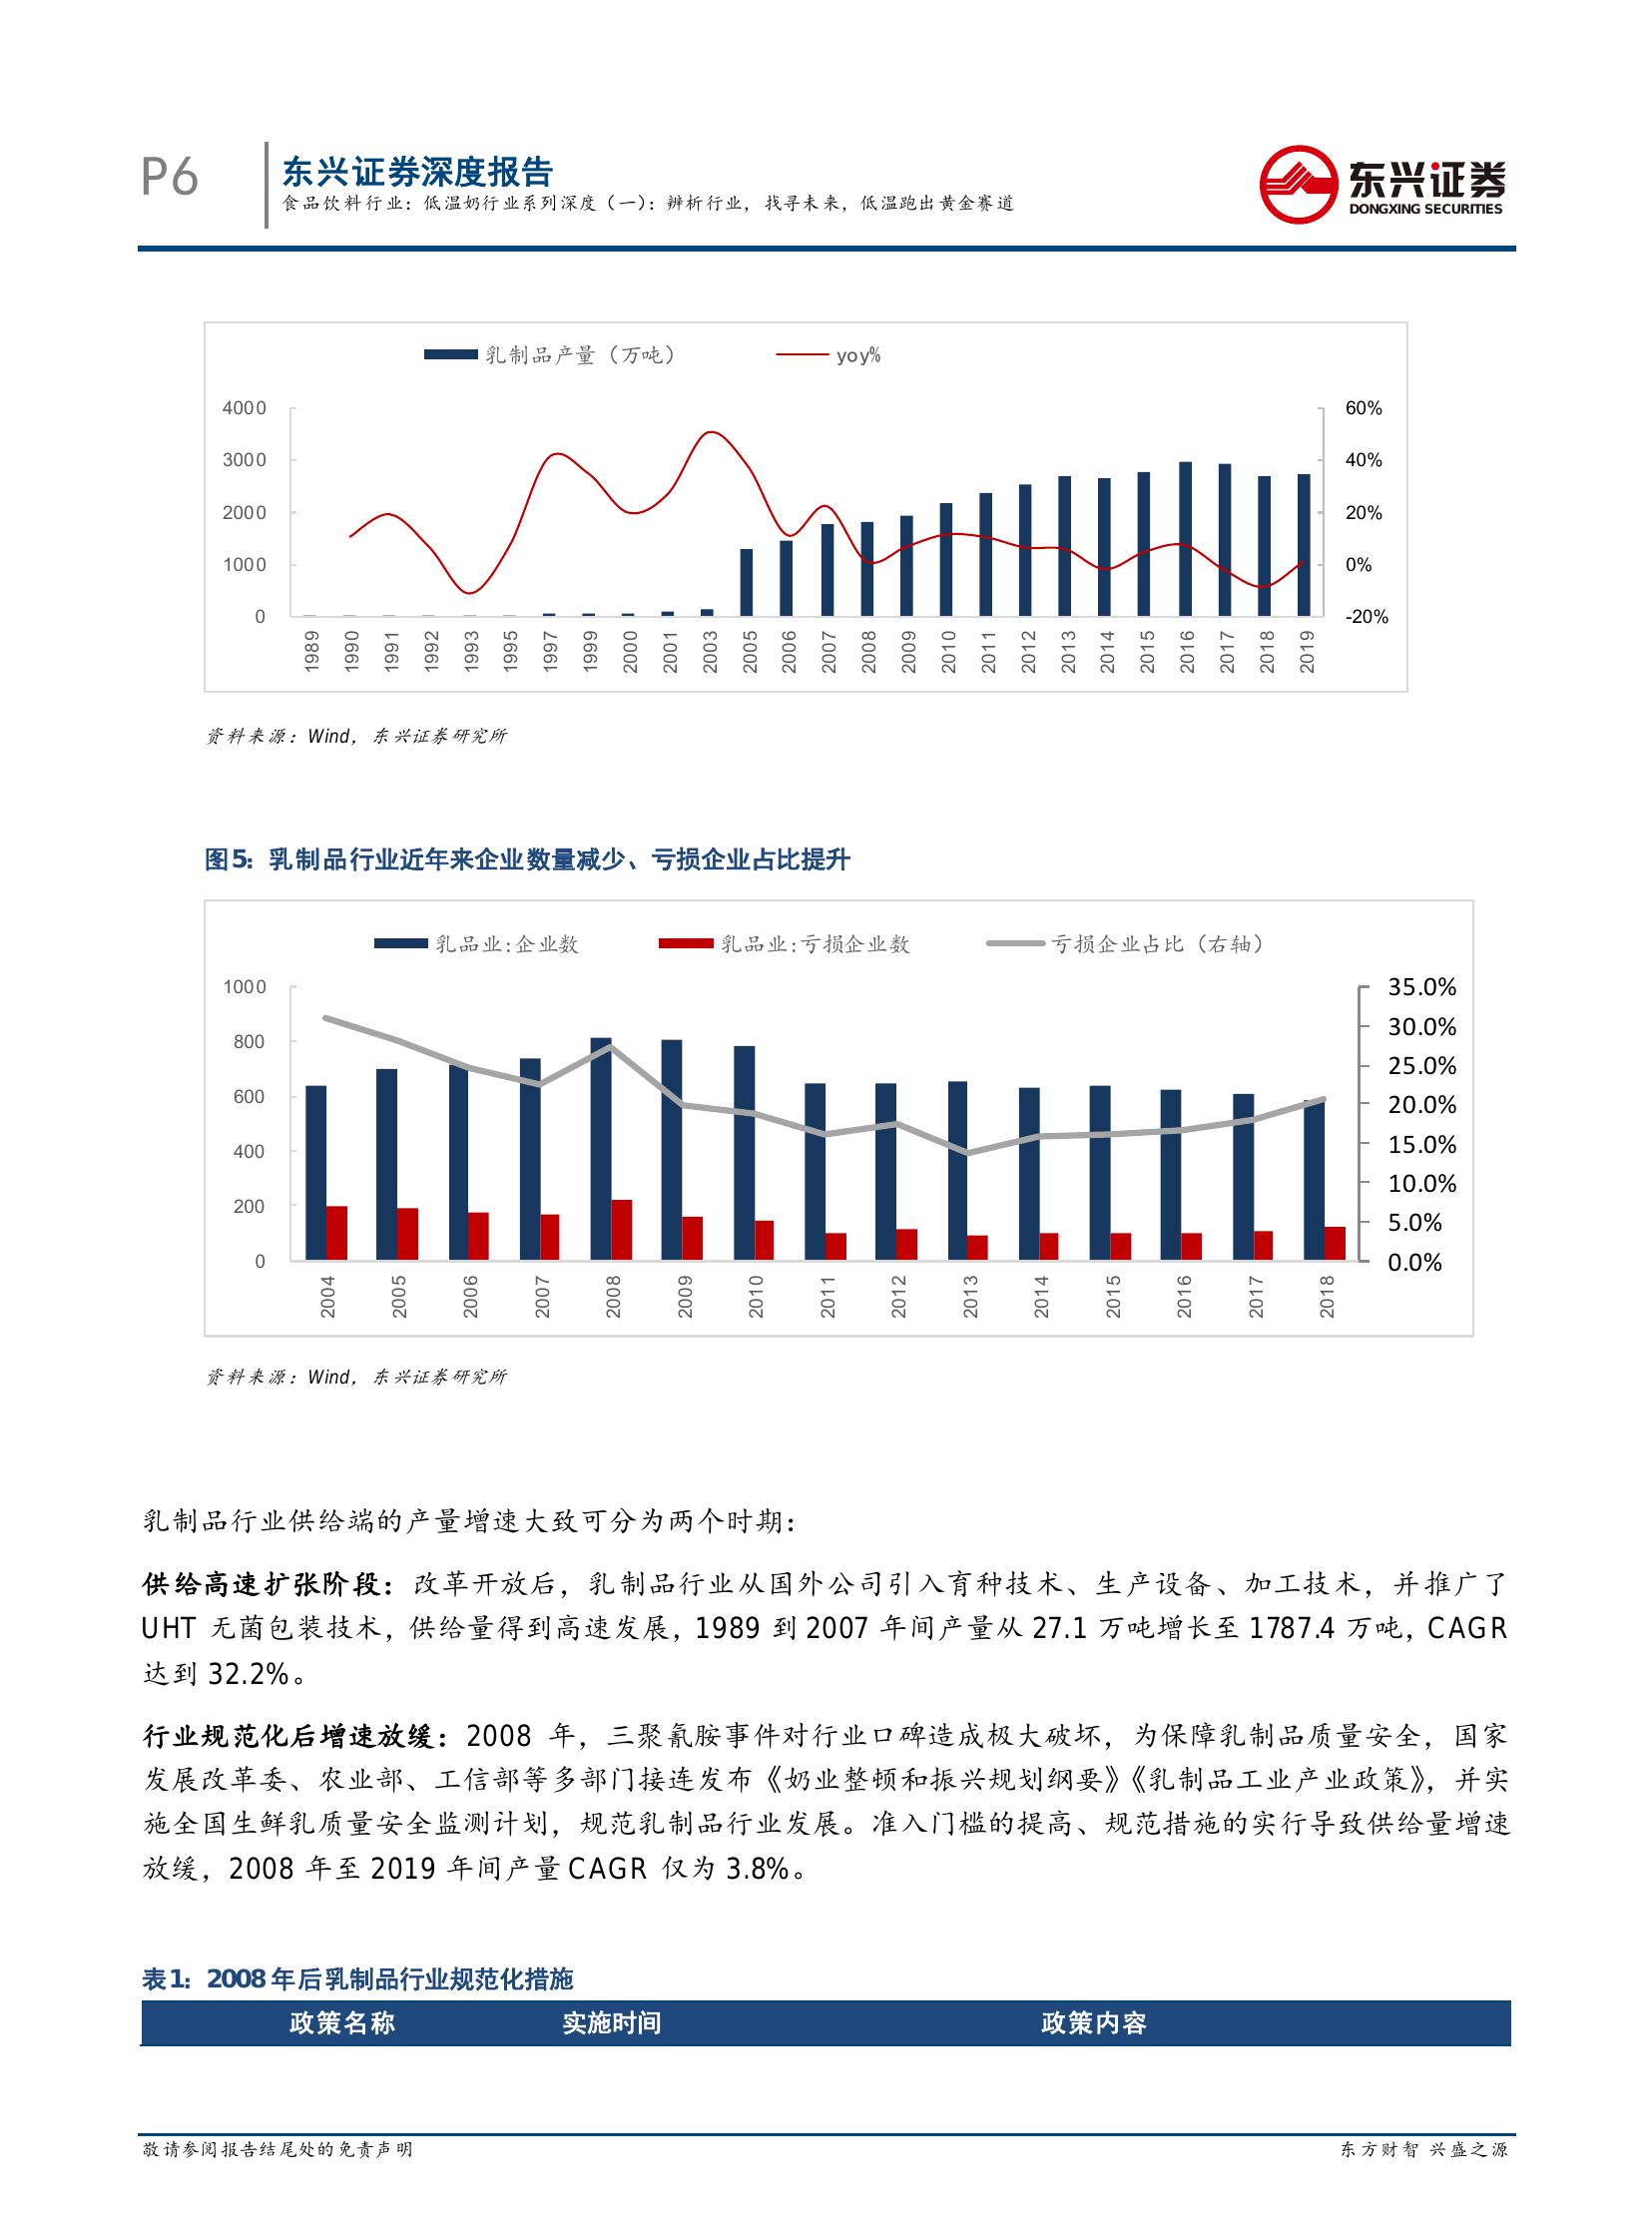 P6
东兴证券深度报告
食品饮料行业：低温奶行业系列深度（一）：辨析行业，找寻未来，低温跑出黄金赛道
东兴证券
DONGXING SECURITIES
乳制品产量（万吨） yoy%
4000 60%
3000 40%
2000 20%
1000 0%
0 -20%
1989 1990 1991 1992 1993 1995 1997 1999 2000 2001 2003 2005 2006 2007 2008 2009 2010 2011 2012 2013 2014 2015 2016 2017 2018 2019
资料来源：Wind，东兴证券研究所
图5：乳制品行业近年来企业数量减少、亏损企业占比提升
乳品业:企业数 乳品业:亏损企业数 亏损企业占比（右轴）
1000 35.0%
30.0%
800
25.0%
600 20.0%
400 15.0%
10.0%
200
5.0%
0 0.0%
2004 2005 2006 2007 2008 2009 2010 2011 2012 2013 2014 2015 2016 2017 2018
资料来源：Wind，东兴证券研究所
乳制品行业供给端的产量增速大致可分为两个时期：
供给高速扩张阶段：改革开放后，乳制品行业从国外公司引入育种技术、生产设备、加工技术，并推广了
UHT 无菌包装技术，供给量得到高速发展，1989 到 2007 年间产量从 27.1 万吨增长至 1787.4 万吨，CAGR
达到 32.2%。
行业规范化后增速放缓：2008 年，三聚氰胺事件对行业口碑造成极大破坏，为保障乳制品质量安全，国家
发展改革委、农业部、工信部等多部门接连发布《奶业整顿和振兴规划纲要》《乳制品工业产业政策》，并实
施全国生鲜乳质量安全监测计划，规范乳制品行业发展。准入门槛的提高、规范措施的实行导致供给量增速
放缓，2008 年至 2019 年间产量 CAGR 仅为 3.8%。
表1：2008 年后乳制品行业规范化措施
政策名称 实施时间 政策内容
敬请参阅报告结尾处的免责声明 东方财智 兴盛之源